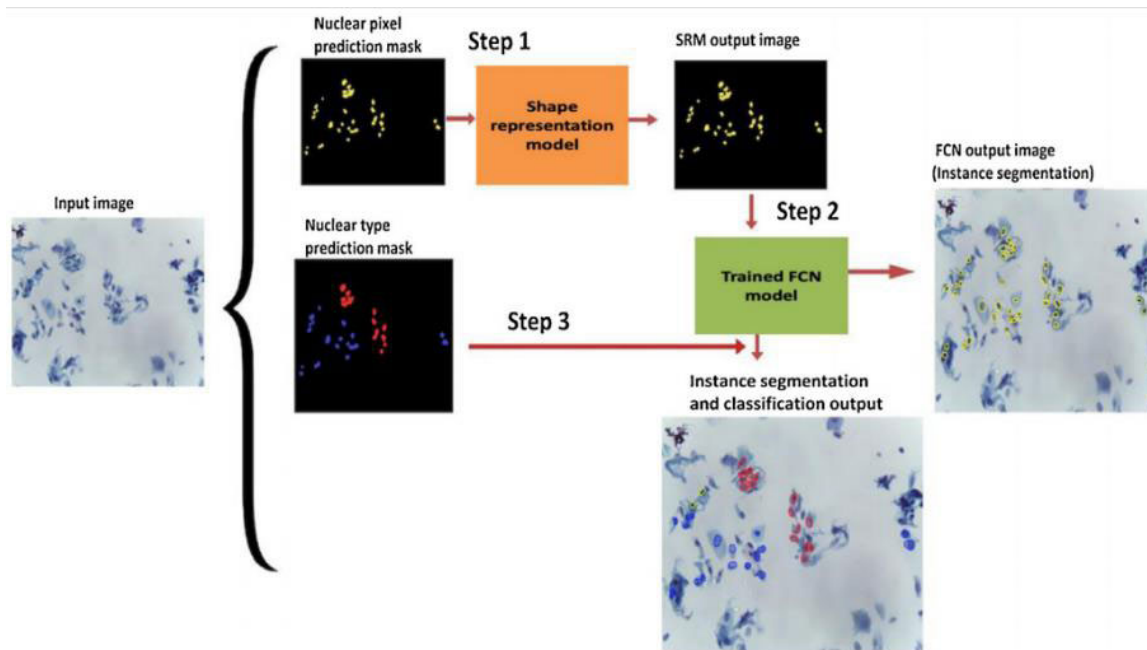 Nuclear pixel
prediction mask
Step 1
SRM output image
Shape
representation
model
FCN output image
(Instance segmentation)
Input image
Step 2
Nuclear type
prediction mask
Trained FCN
model
Step 3
Instance segmentation
and classification output